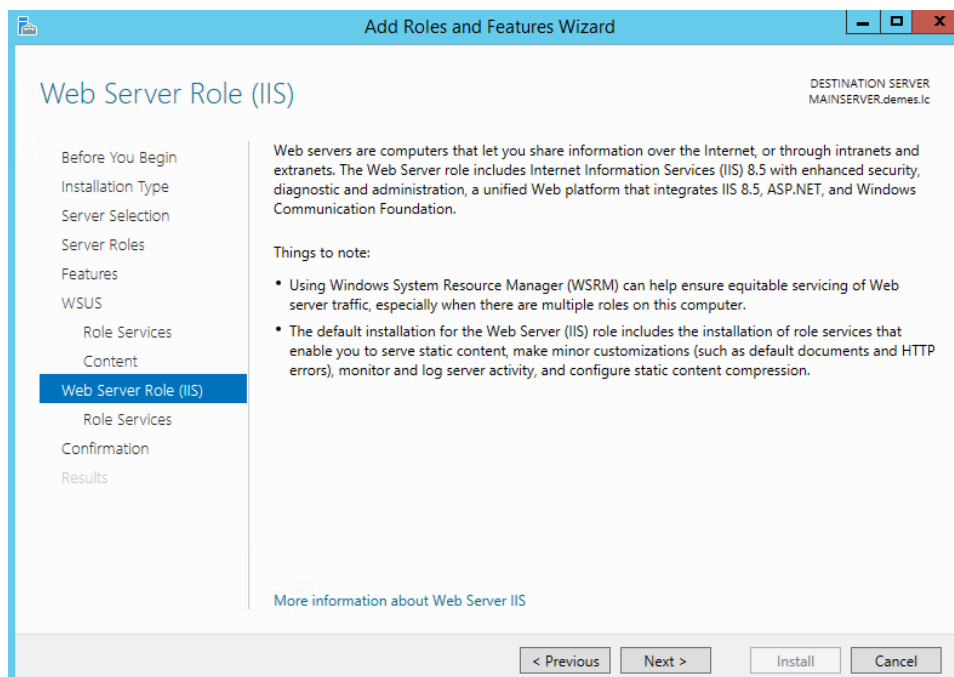 Add Roles and Features Wizard
Web Server Role (IIS)
DESTINATION SERVER
MAINSERVER.demes.lc
Before You Begin
Installation Type
Server Selection
Server Roles
Features
WSUS
Role Services
Content
Web Server Role (IIS)
Role Services
Confirmation
Results
Web servers are computers that let you share information over the Internet, or through intranets and
extranets. The Web Server role includes Internet Information Services (IIS) 8.5 with enhanced security,
diagnostic and administration, a unified Web platform that integrates IIS 8.5, ASP.NET, and Windows
Communication Foundation.
Things to note:
• Using Windows System Resource Manager (WSRM) can help ensure equitable servicing of Web
server traffic, especially when there are multiple roles on this computer.
• The default installation for the Web Server (IIS) role includes the installation of role services that
enable you to serve static content, make minor customizations (such as default documents and HTTP
errors), monitor and log server activity, and configure static content compression.
More information about Web Server IIS
< Previous
Next >
Install
Cancel